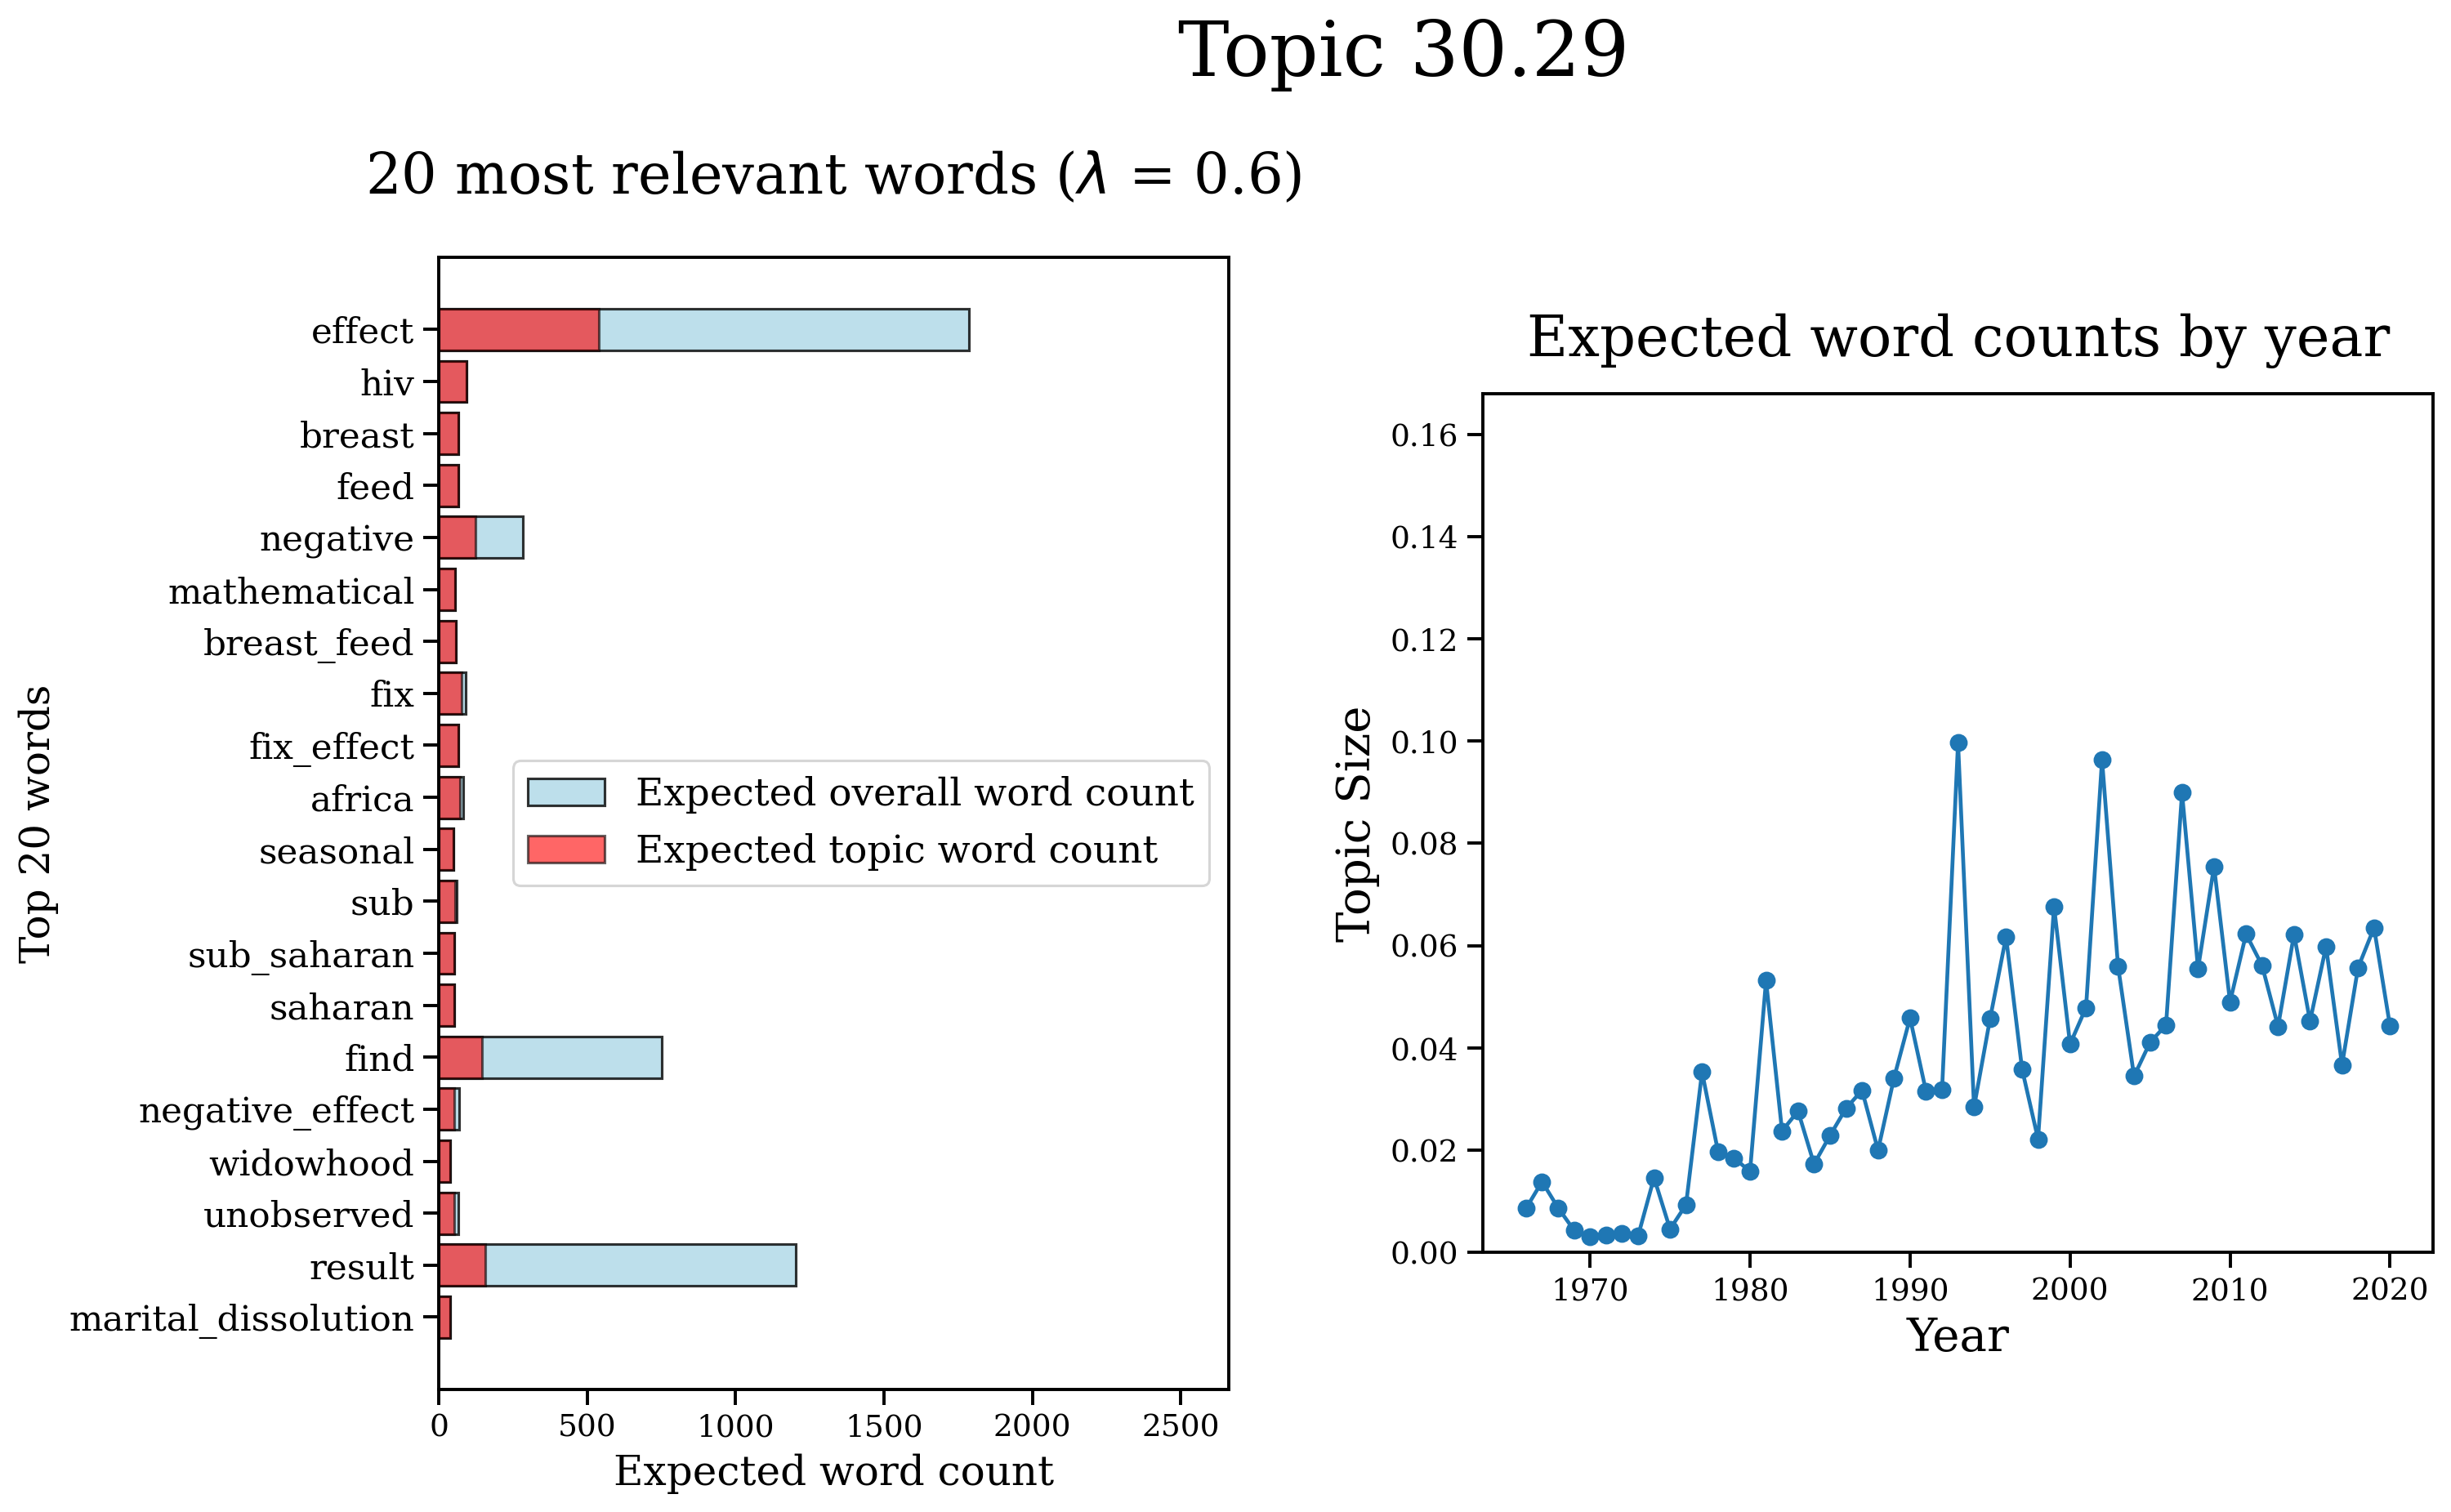 Topic 30.29
20 most relevant words (λ = 0.6)
Top 20 words
effect
hiv
breast
feed
negative
mathematical
breast_feed
fix
fix_effect
africa
seasonal
sub
sub_saharan
saharan
find
negative_effect
widowhood
unobserved
result
marital_dissolution
Expected overall word count
Expected topic word count
0 500 1000 1500 2000 2500
Expected word count
Expected word counts by year
Topic Size
0.16
0.14
0.12
0.10
0.08
0.06
0.04
0.02
0.00
1970 1980 1990 2000 2010 2020
Year